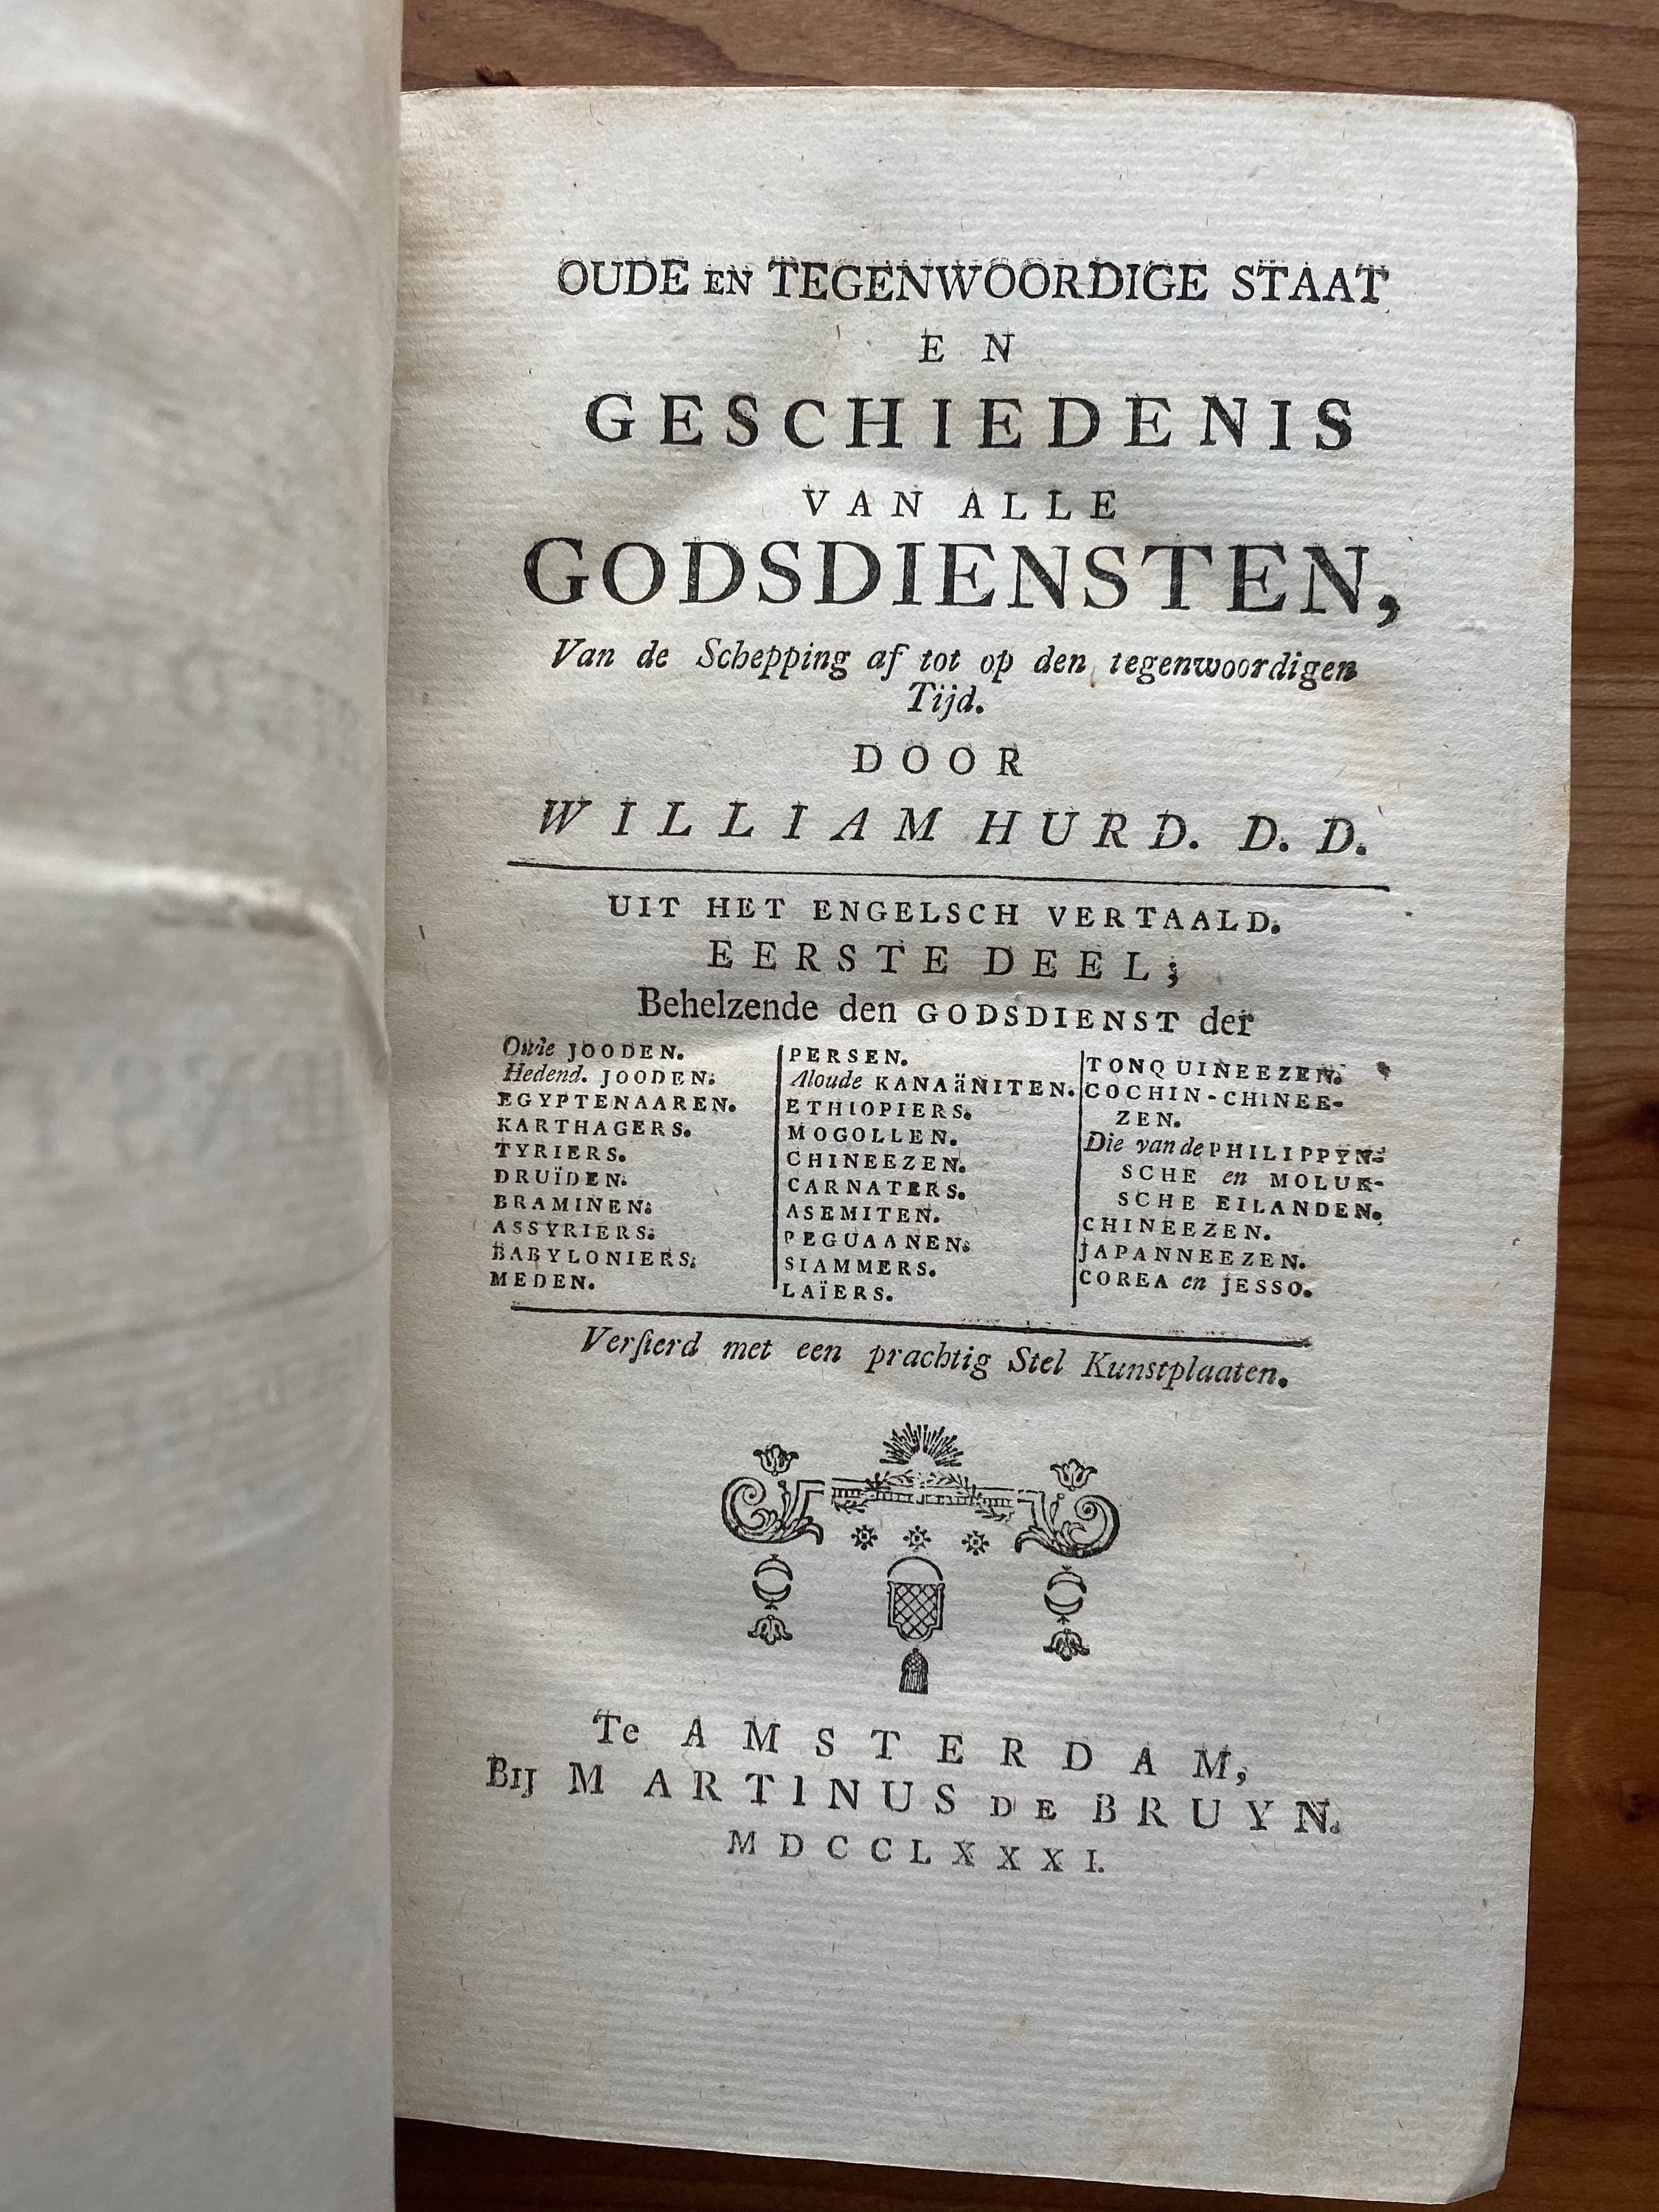 OUDE EN TEGENWOORDIGE STAAT
EN
GESCHIEDENIS
VAN ALLE
GODSDIENSTEN,
Van de Schepping af tot op den tegenwoordigen
Tijd.
DOOR
WILLIAM HURD. D. D.
UIT HET ENGELSCH VERTAALD.
EERSTE DEEL;
Behelzende den GODSDIENST der
Oude JOODEN.
Hedend. JOODEN.
EGYPTENAAREN.
KARTHAGERS.
TYRIERS.
DRUÏDEN.
BRAMINEN.
ASSYRIERS.
BABYLONIERS.
MEDEN.
PERSEN.
Aloude KANAäNITEN.
ETHIOPIERS.
MOGOLLEN.
CHINEEZEN.
CARNATERS.
ASEMITEN.
PEGUAANEN.
SIAMMERS.
LAÏERS.
TONQUINEEZEN.
COCHIN-CHINEE-
ZEN.
Die van de PHILIPPYN-
SCHE en MOLUK-
SCHE EILANDEN.
CHINEEZEN.
JAPANNEEZEN.
COREA en JESSO.
Verſierd met een prachtig Stel Kunstplaaten.
Te AMSTERDAM,
Bij MARTINUS DE BRUYN.
MDCCLXXXI.